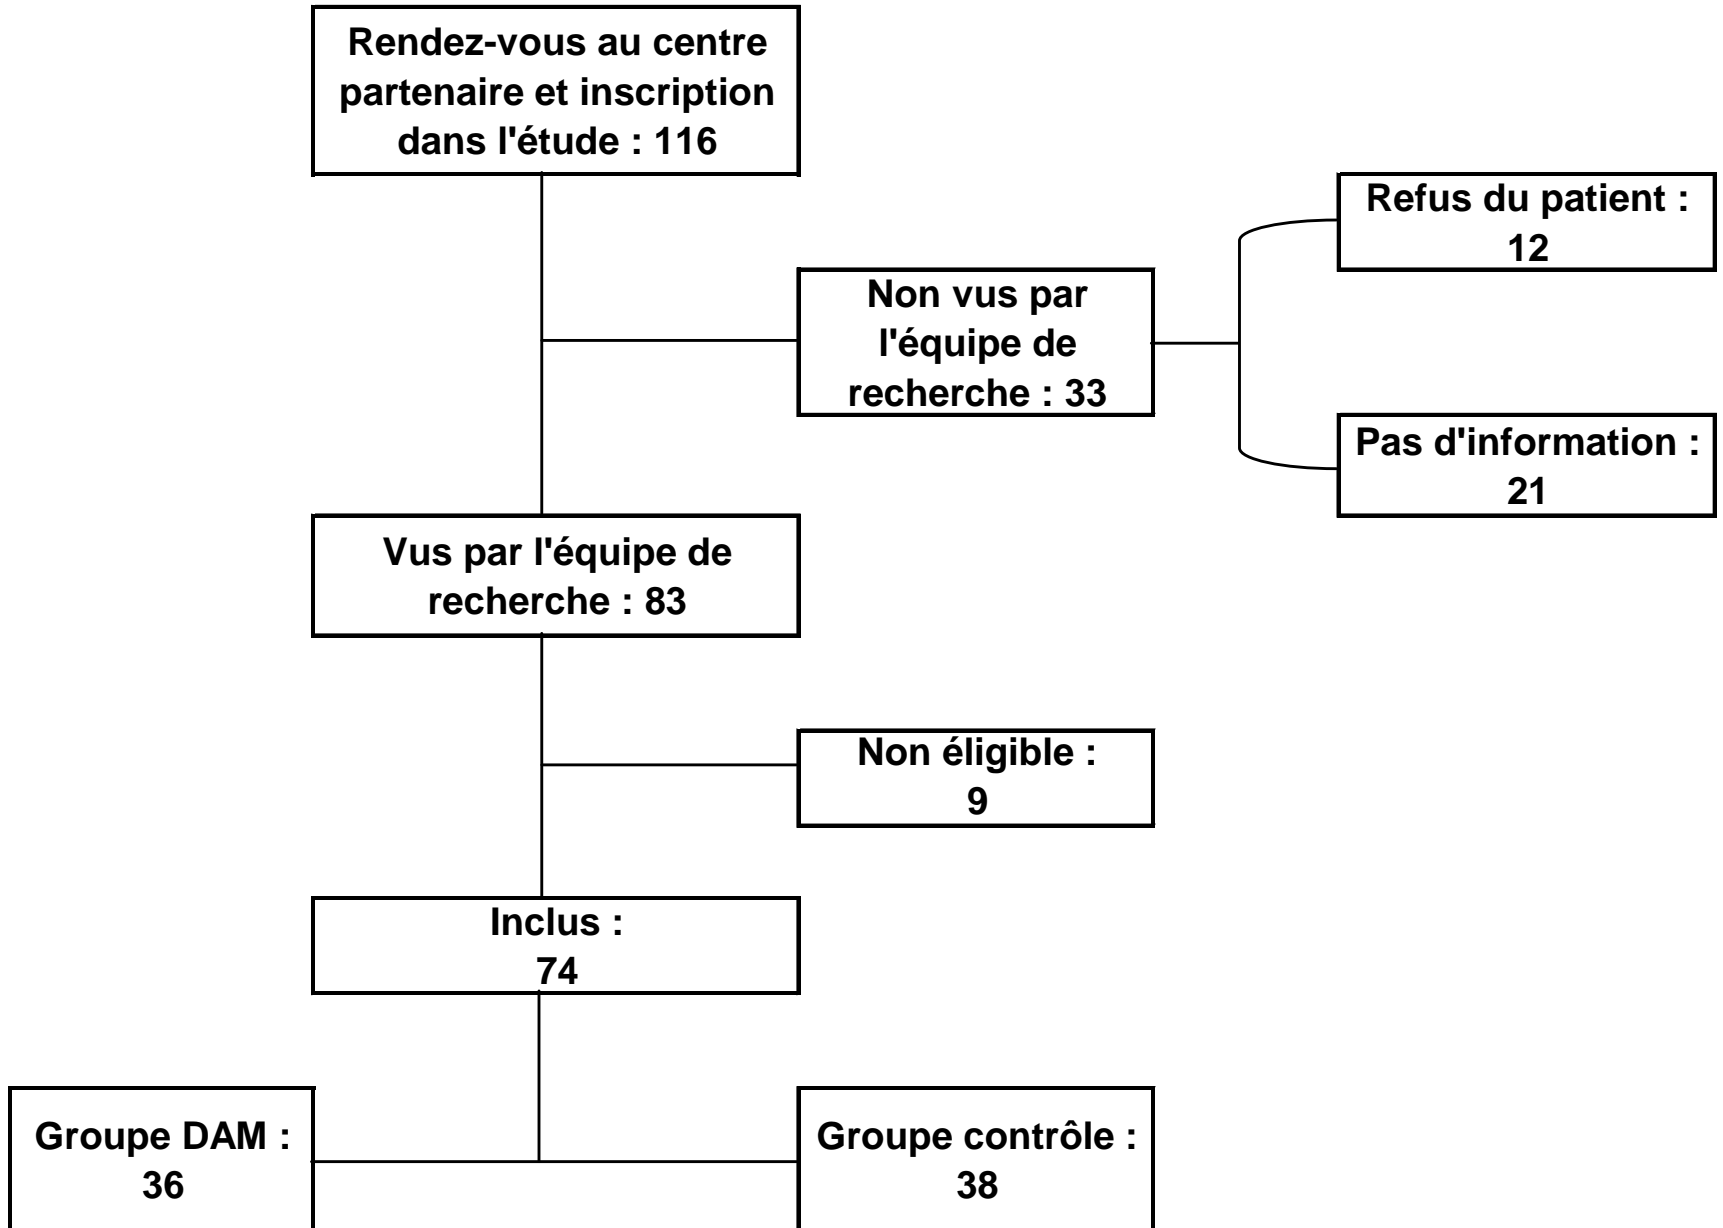 Rendez-vous au centre
partenaire et inscription
dans l'étude : 116
Refus du patient :
12
Non vus par
l'équipe de
recherche : 33
Pas d'information :
21
Vus par l'équipe de
recherche : 83
Non éligible :
9
Inclus :
74
Groupe DAM :
36
Groupe contrôle :
38